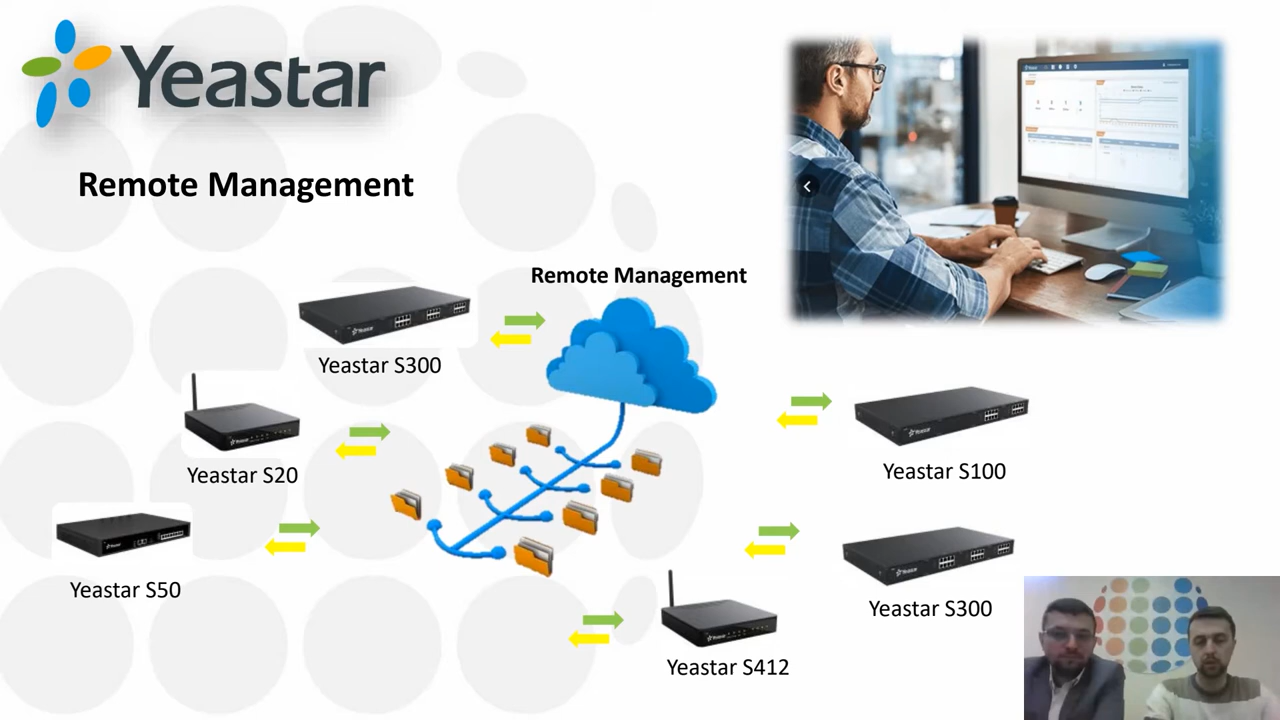 Yeastar
Remote Management
Remote Management
Yeastar S300
Yeastar S20
Yeastar S100
Yeastar S50
Yeastar S300
Yeastar S412